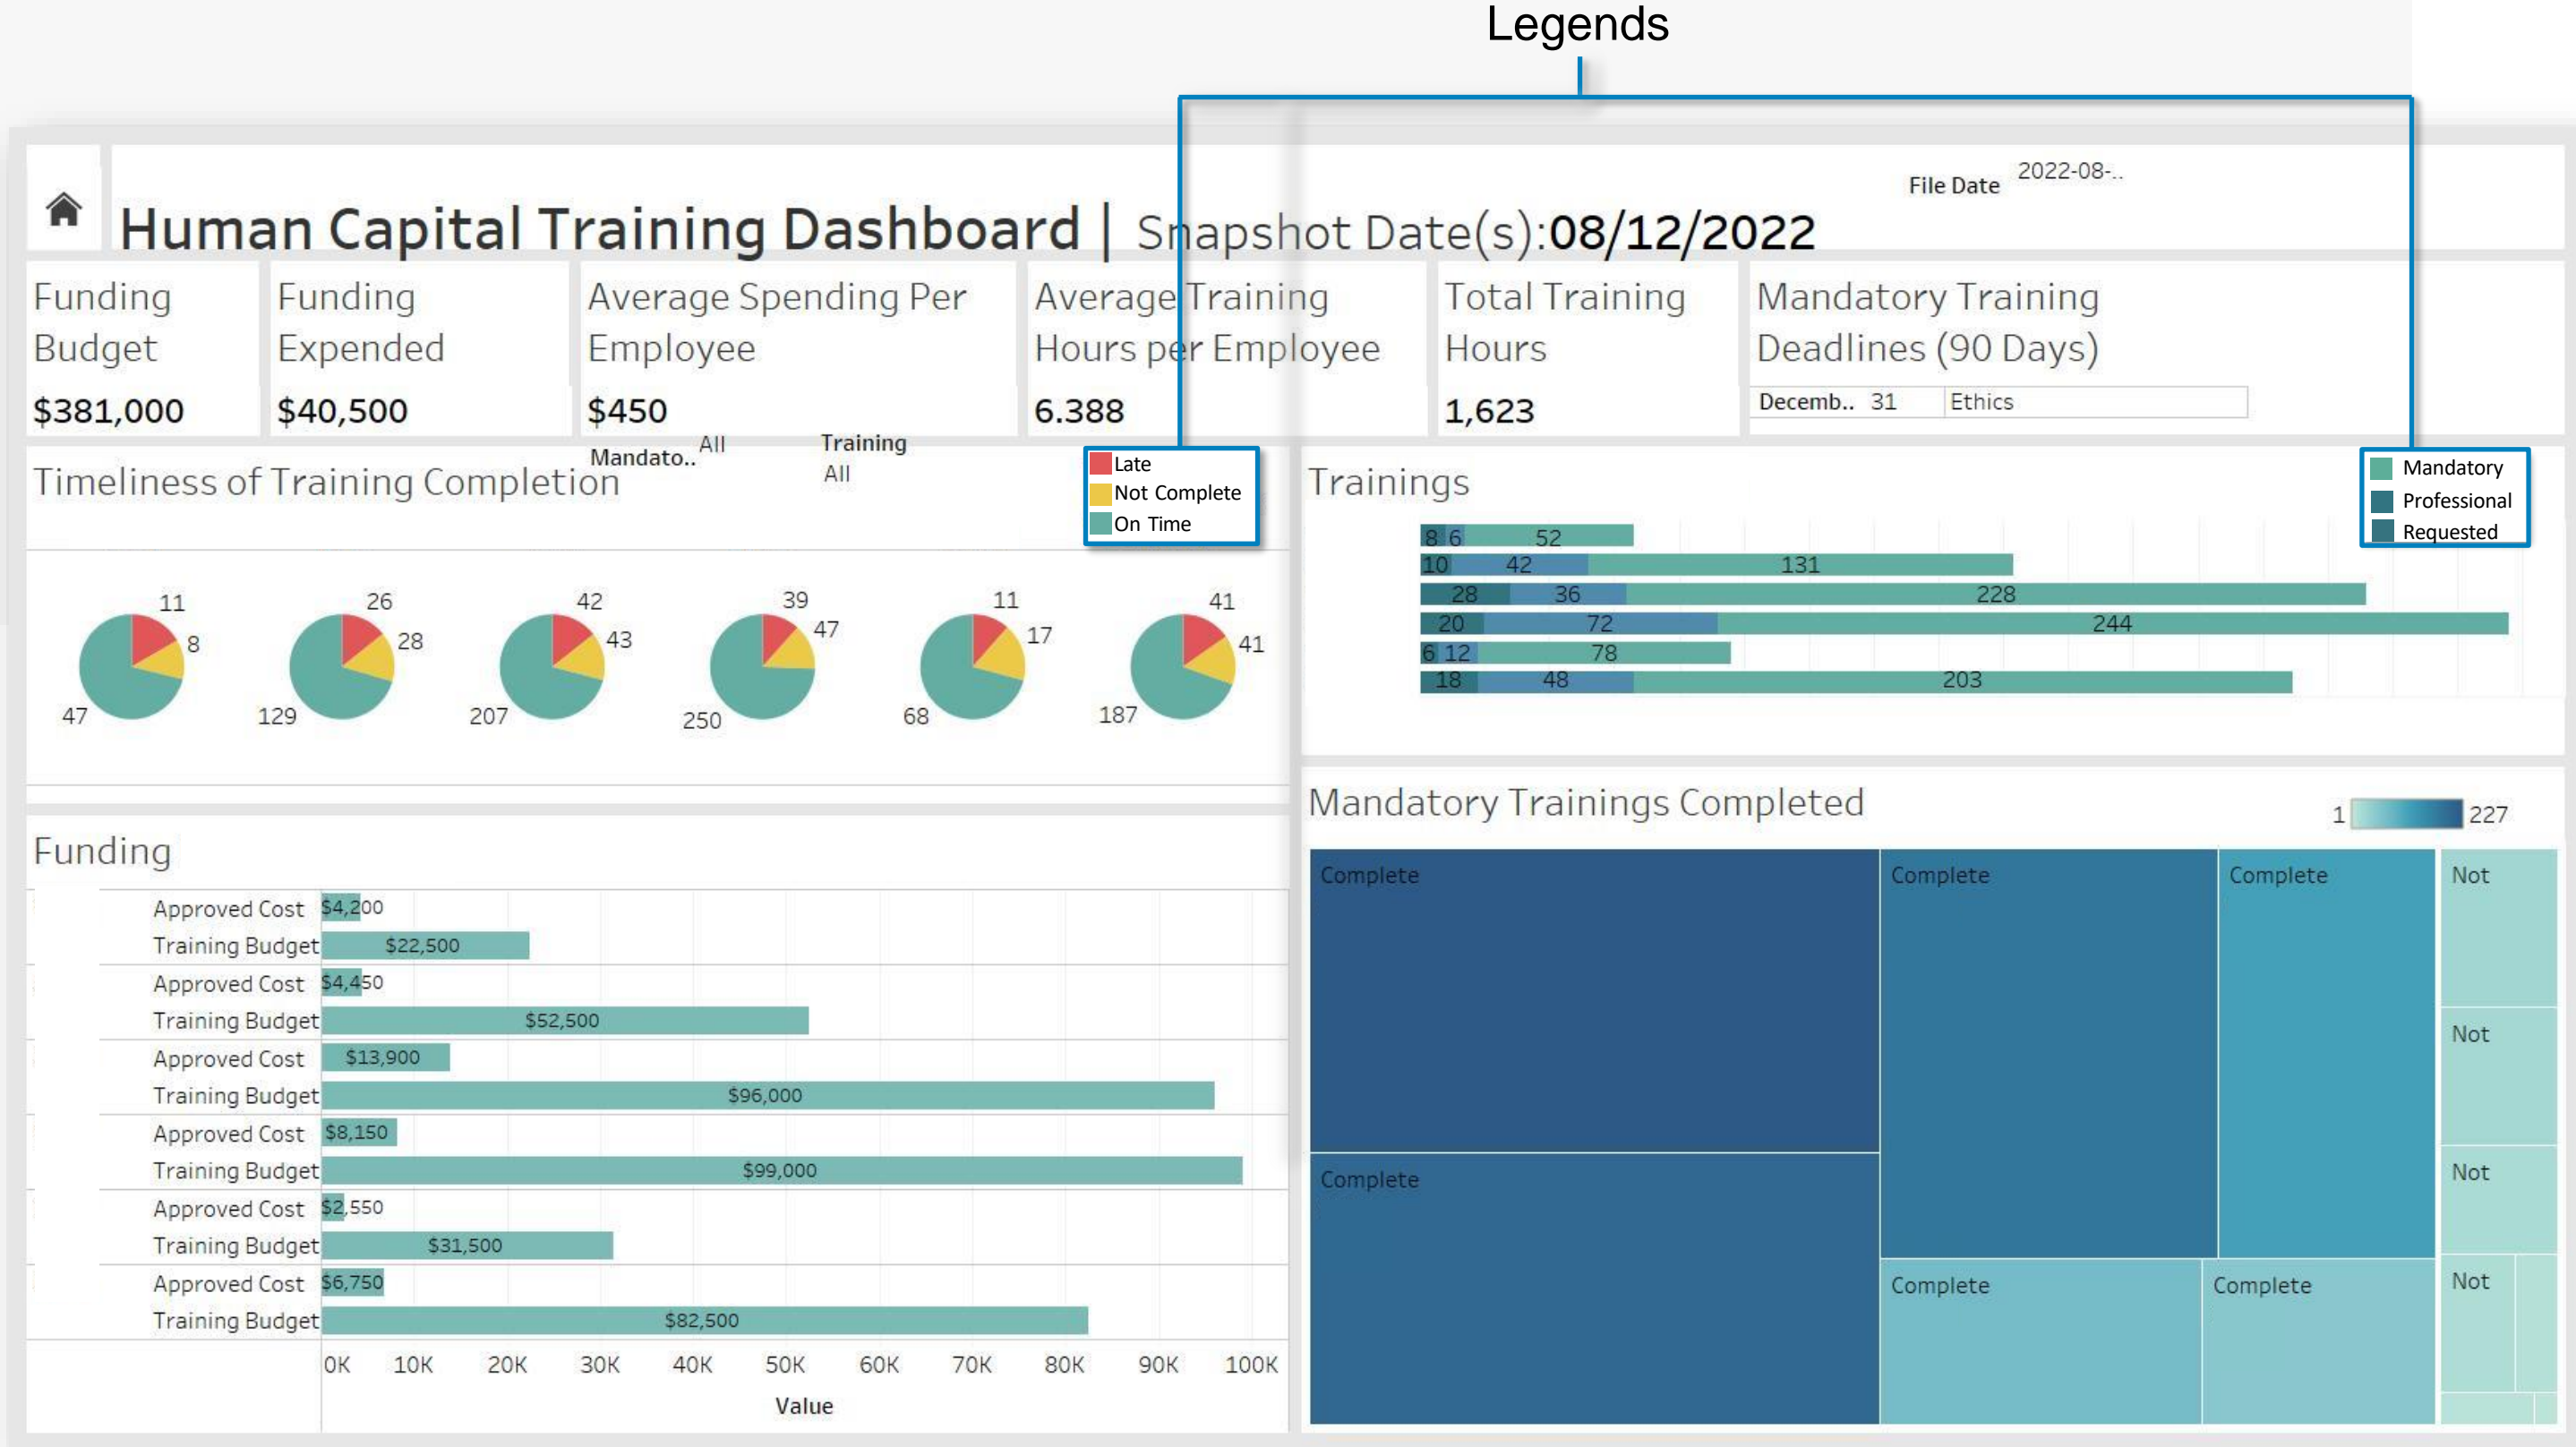 Legends
File Date 2022-08-..
Human Capital Training Dashboard | Snapshot Date(s):08/12/2022
Funding
Budget
$381,000
Funding
Expended
$40,500
Average Spending Per
Employee
$450
Average Training
Hours per Employee
6.388
Total Training
Hours
1,623
Mandatory Training
Deadlines (90 Days)
Decemb.. 31 Ethics
Timeliness of Training Completion
Mandato.. All
Training
All
Late
Not Complete
On Time
11
8
47
26
28
129
42
43
207
39
47
250
11
17
68
41
41
187
Trainings
Mandatory
Professional
Requested
8 6 52
10 42 131
28 36 228
20 72 244
6 12 78
18 48 203
Funding
Approved Cost $4,200
Training Budget $22,500
Approved Cost $4,450
Training Budget $52,500
Approved Cost $13,900
Training Budget $96,000
Approved Cost $8,150
Training Budget $99,000
Approved Cost $2,550
Training Budget $31,500
Approved Cost $6,750
Training Budget $82,500
0K 10K 20K 30K 40K 50K 60K 70K 80K 90K 100K
Value
Mandatory Trainings Completed
1 227
Complete
Complete
Complete
Complete
Complete
Complete
Not
Not
Not
Not